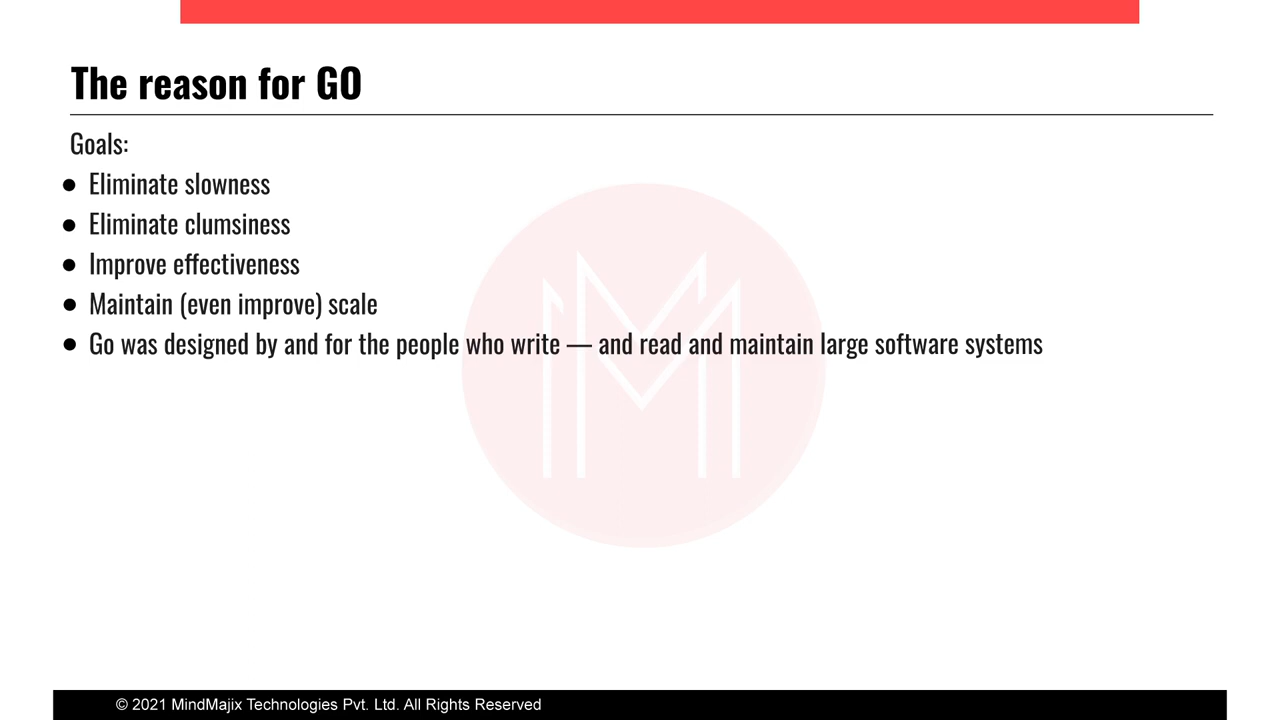 The reason for GO
Goals:
● Eliminate slowness
● Eliminate clumsiness
● Improve effectiveness
● Maintain (even improve) scale
● Go was designed by and for the people who write — and read and maintain large software systems
© 2021 MindMajix Technologies Pvt. Ltd. All Rights Reserved